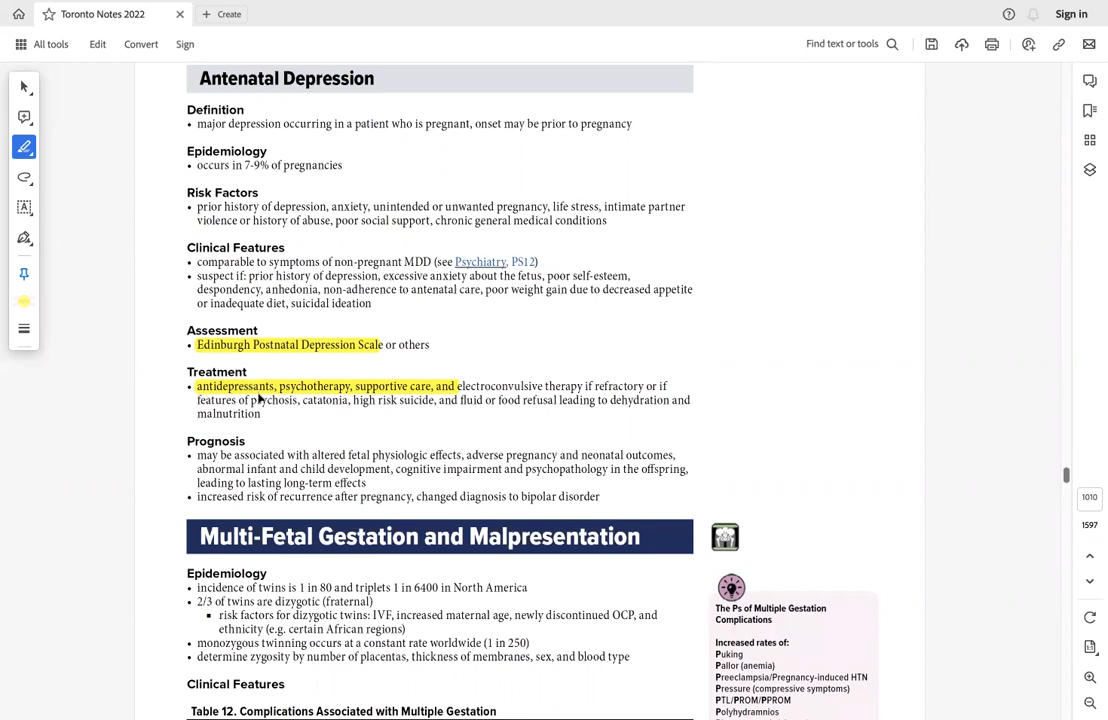 Toronto Notes 2022
Create
Sign in
All tools
Edit
Convert
Sign
Find text or tools
Antenatal Depression
Definition
• major depression occurring in a patient who is pregnant, onset may be prior to pregnancy
Epidemiology
• occurs in 7-9% of pregnancies
Risk Factors
• prior history of depression, anxiety, unintended or unwanted pregnancy, life stress, intimate partner
violence or history of abuse, poor social support, chronic general medical conditions
Clinical Features
• comparable to symptoms of non-pregnant MDD (see Psychiatry, PS12)
• suspect if: prior history of depression, excessive anxiety about the fetus, poor self-esteem,
despondency, anhedonia, non-adherence to antenatal care, poor weight gain due to decreased appetite
or inadequate diet, suicidal ideation
Assessment
• Edinburgh Postnatal Depression Scale or others
Treatment
• antidepressants, psychotherapy, supportive care, and electroconvulsive therapy if refractory or if
features of psychosis, catatonia, high risk suicide, and fluid or food refusal leading to dehydration and
malnutrition
Prognosis
• may be associated with altered fetal physiologic effects, adverse pregnancy and neonatal outcomes,
abnormal infant and child development, cognitive impairment and psychopathology in the offspring,
leading to lasting long-term effects
• increased risk of recurrence after pregnancy, changed diagnosis to bipolar disorder
Multi-Fetal Gestation and Malpresentation
Epidemiology
• incidence of twins is 1 in 80 and triplets 1 in 6400 in North America
• 2/3 of twins are dizygotic (fraternal)
▪ risk factors for dizygotic twins: IVF, increased maternal age, newly discontinued OCP, and
ethnicity (e.g. certain African regions)
• monozygous twinning occurs at a constant rate worldwide (1 in 250)
• determine zygosity by number of placentas, thickness of membranes, sex, and blood type
Clinical Features
Table 12. Complications Associated with Multiple Gestation
The Ps of Multiple Gestation
Complications
Increased rates of:
Puking
Pallor (anemia)
Preeclampsia/Pregnancy-induced HTN
Pressure (compressive symptoms)
PTL/PROM/PPROM
Polyhydramnios
1010
1597